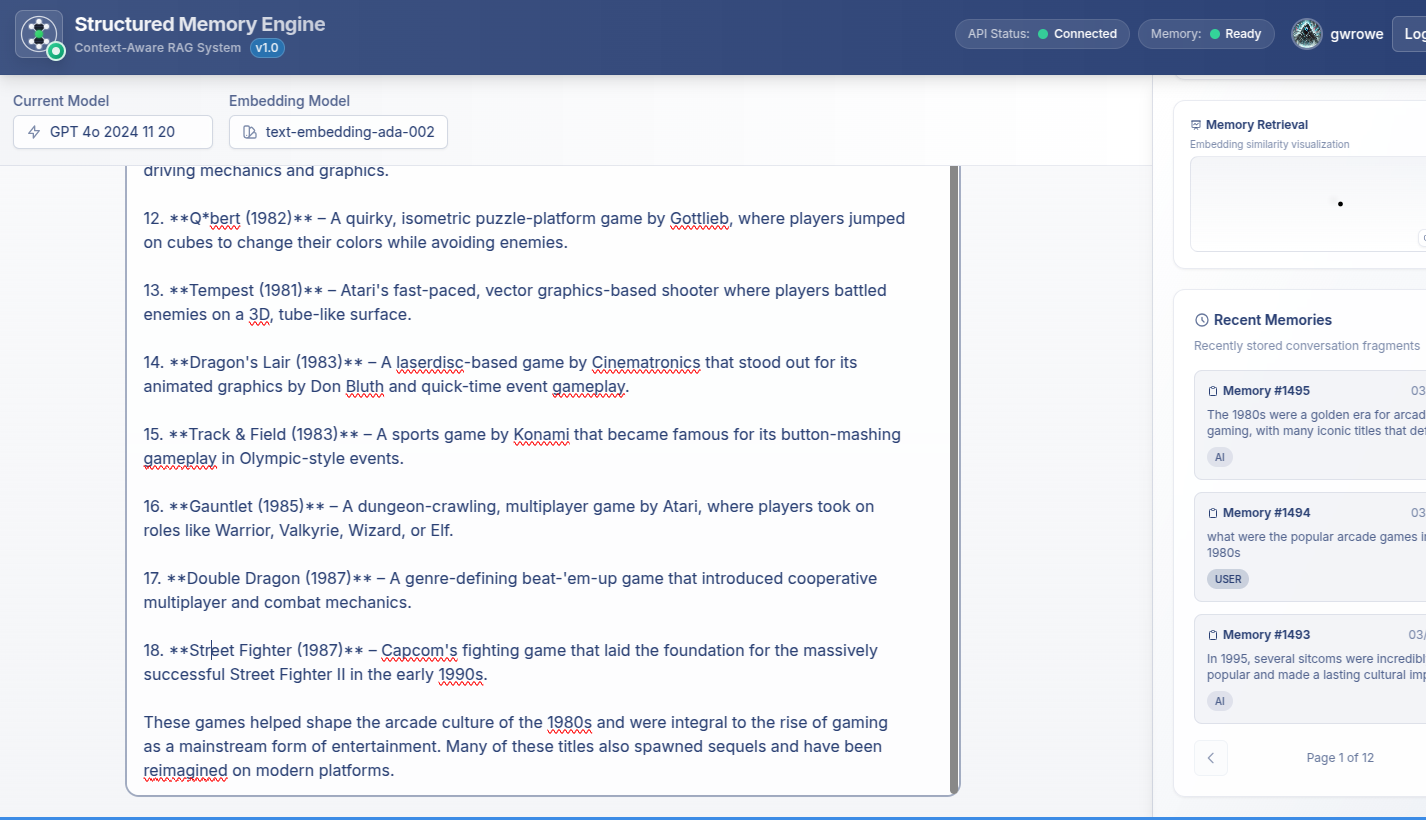 Structured Memory Engine
Context-Aware RAG System v1.0
API Status: Connected
Memory: Ready
gwrowe
Current Model
Embedding Model
GPT 4o 2024 11 20
text-embedding-ada-002
driving mechanics and graphics.
12. **Q*bert (1982)** – A quirky, isometric puzzle-platform game by Gottlieb, where players jumped
on cubes to change their colors while avoiding enemies.
13. **Tempest (1981)** – Atari's fast-paced, vector graphics-based shooter where players battled
enemies on a 3D, tube-like surface.
14. **Dragon's Lair (1983)** – A laserdisc-based game by Cinematronics that stood out for its
animated graphics by Don Bluth and quick-time event gameplay.
15. **Track & Field (1983)** – A sports game by Konami that became famous for its button-mashing
gameplay in Olympic-style events.
16. **Gauntlet (1985)** – A dungeon-crawling, multiplayer game by Atari, where players took on
roles like Warrior, Valkyrie, Wizard, or Elf.
17. **Double Dragon (1987)** – A genre-defining beat-'em-up game that introduced cooperative
multiplayer and combat mechanics.
18. **Street Fighter (1987)** – Capcom's fighting game that laid the foundation for the massively
successful Street Fighter II in the early 1990s.
These games helped shape the arcade culture of the 1980s and were integral to the rise of gaming
as a mainstream form of entertainment. Many of these titles also spawned sequels and have been
reimagined on modern platforms.
Memory Retrieval
Embedding similarity visualization
Recent Memories
Recently stored conversation fragments
Memory #1495 03
The 1980s were a golden era for
gaming, with many iconic titles that
AI
Memory #1494 03
what were the popular arcade games
1980s
USER
Memory #1493 03/
In 1995, several sitcoms were
popular and made a lasting cultural
AI
Page 1 of 12